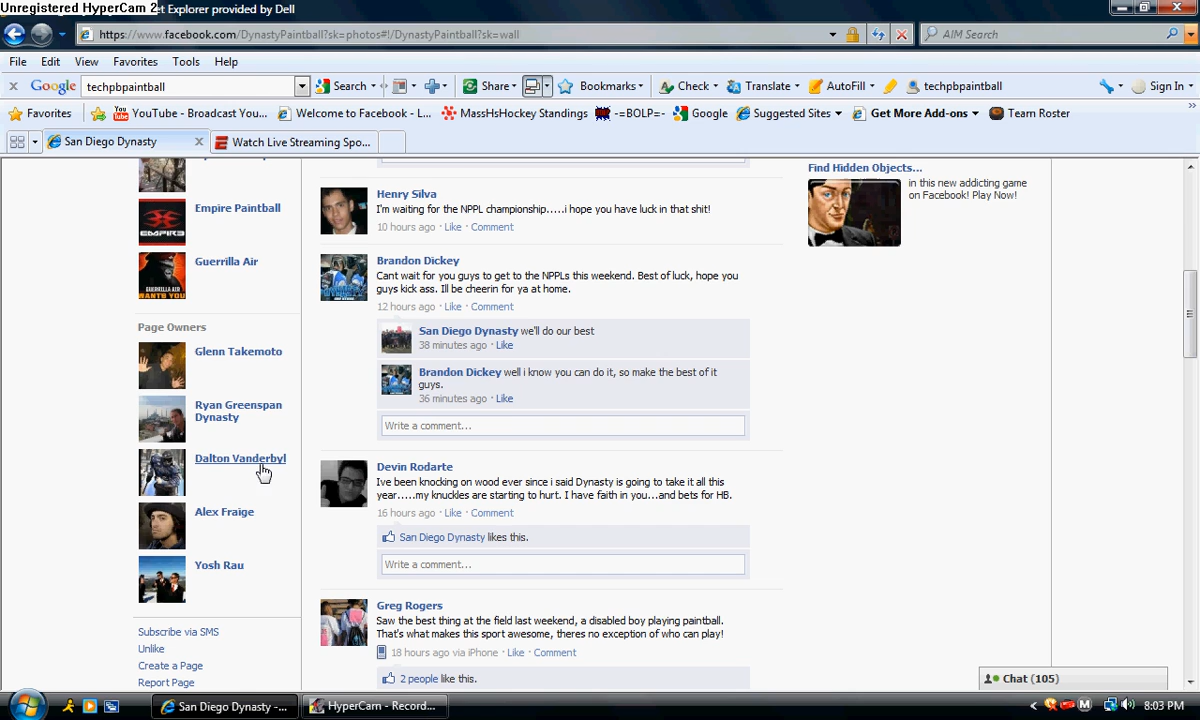 Unregistered HyperCam 2
et Explorer provided by Dell
https://www.facebook.com/DynastyPaintball?sk=photos#!/DynastyPaintball?sk=wall
AIM Search
File Edit View Favorites Tools Help
Google
techpbpaintball
Search
Share
Bookmarks
Check
Translate
AutoFill
techpbpaintball
Sign In
Favorites
YouTube - Broadcast You...
Welcome to Facebook - L...
MassHsHockey Standings
-=BOLP=-
Google
Suggested Sites
Get More Add-ons
Team Roster
San Diego Dynasty
Watch Live Streaming Spo...
Empire Paintball
EMPIRE
Guerrilla Air
GUERRILLA AIR
WANTS YOU
Page Owners
Glenn Takemoto
Ryan Greenspan
Dynasty
Dalton Vanderbyl
Alex Fraige
Yosh Rau
Subscribe via SMS
Unlike
Create a Page
Report Page
Henry Silva
I'm waiting for the NPPL championship.....i hope you have luck in that shit!
10 hours ago · Like · Comment
Brandon Dickey
Cant wait for you guys to get to the NPPLs this weekend. Best of luck, hope you
guys kick ass. Ill be cheerin for ya at home.
12 hours ago · Like · Comment
San Diego Dynasty we'll do our best
38 minutes ago · Like
Brandon Dickey well i know you can do it, so make the best of it
guys.
36 minutes ago · Like
Write a comment...
Devin Rodarte
Ive been knocking on wood ever since i said Dynasty is going to take it all this
year.....my knuckles are starting to hurt. I have faith in you...and bets for HB.
16 hours ago · Like · Comment
San Diego Dynasty likes this.
Write a comment...
Greg Rogers
Saw the best thing at the field last weekend, a disabled boy playing paintball.
That's what makes this sport awesome, theres no exception of who can play!
18 hours ago via iPhone · Like · Comment
2 people like this.
Find Hidden Objects...
in this new addicting game
on Facebook! Play Now!
Chat (105)
San Diego Dynasty -...
HyperCam - Record...
8:03 PM